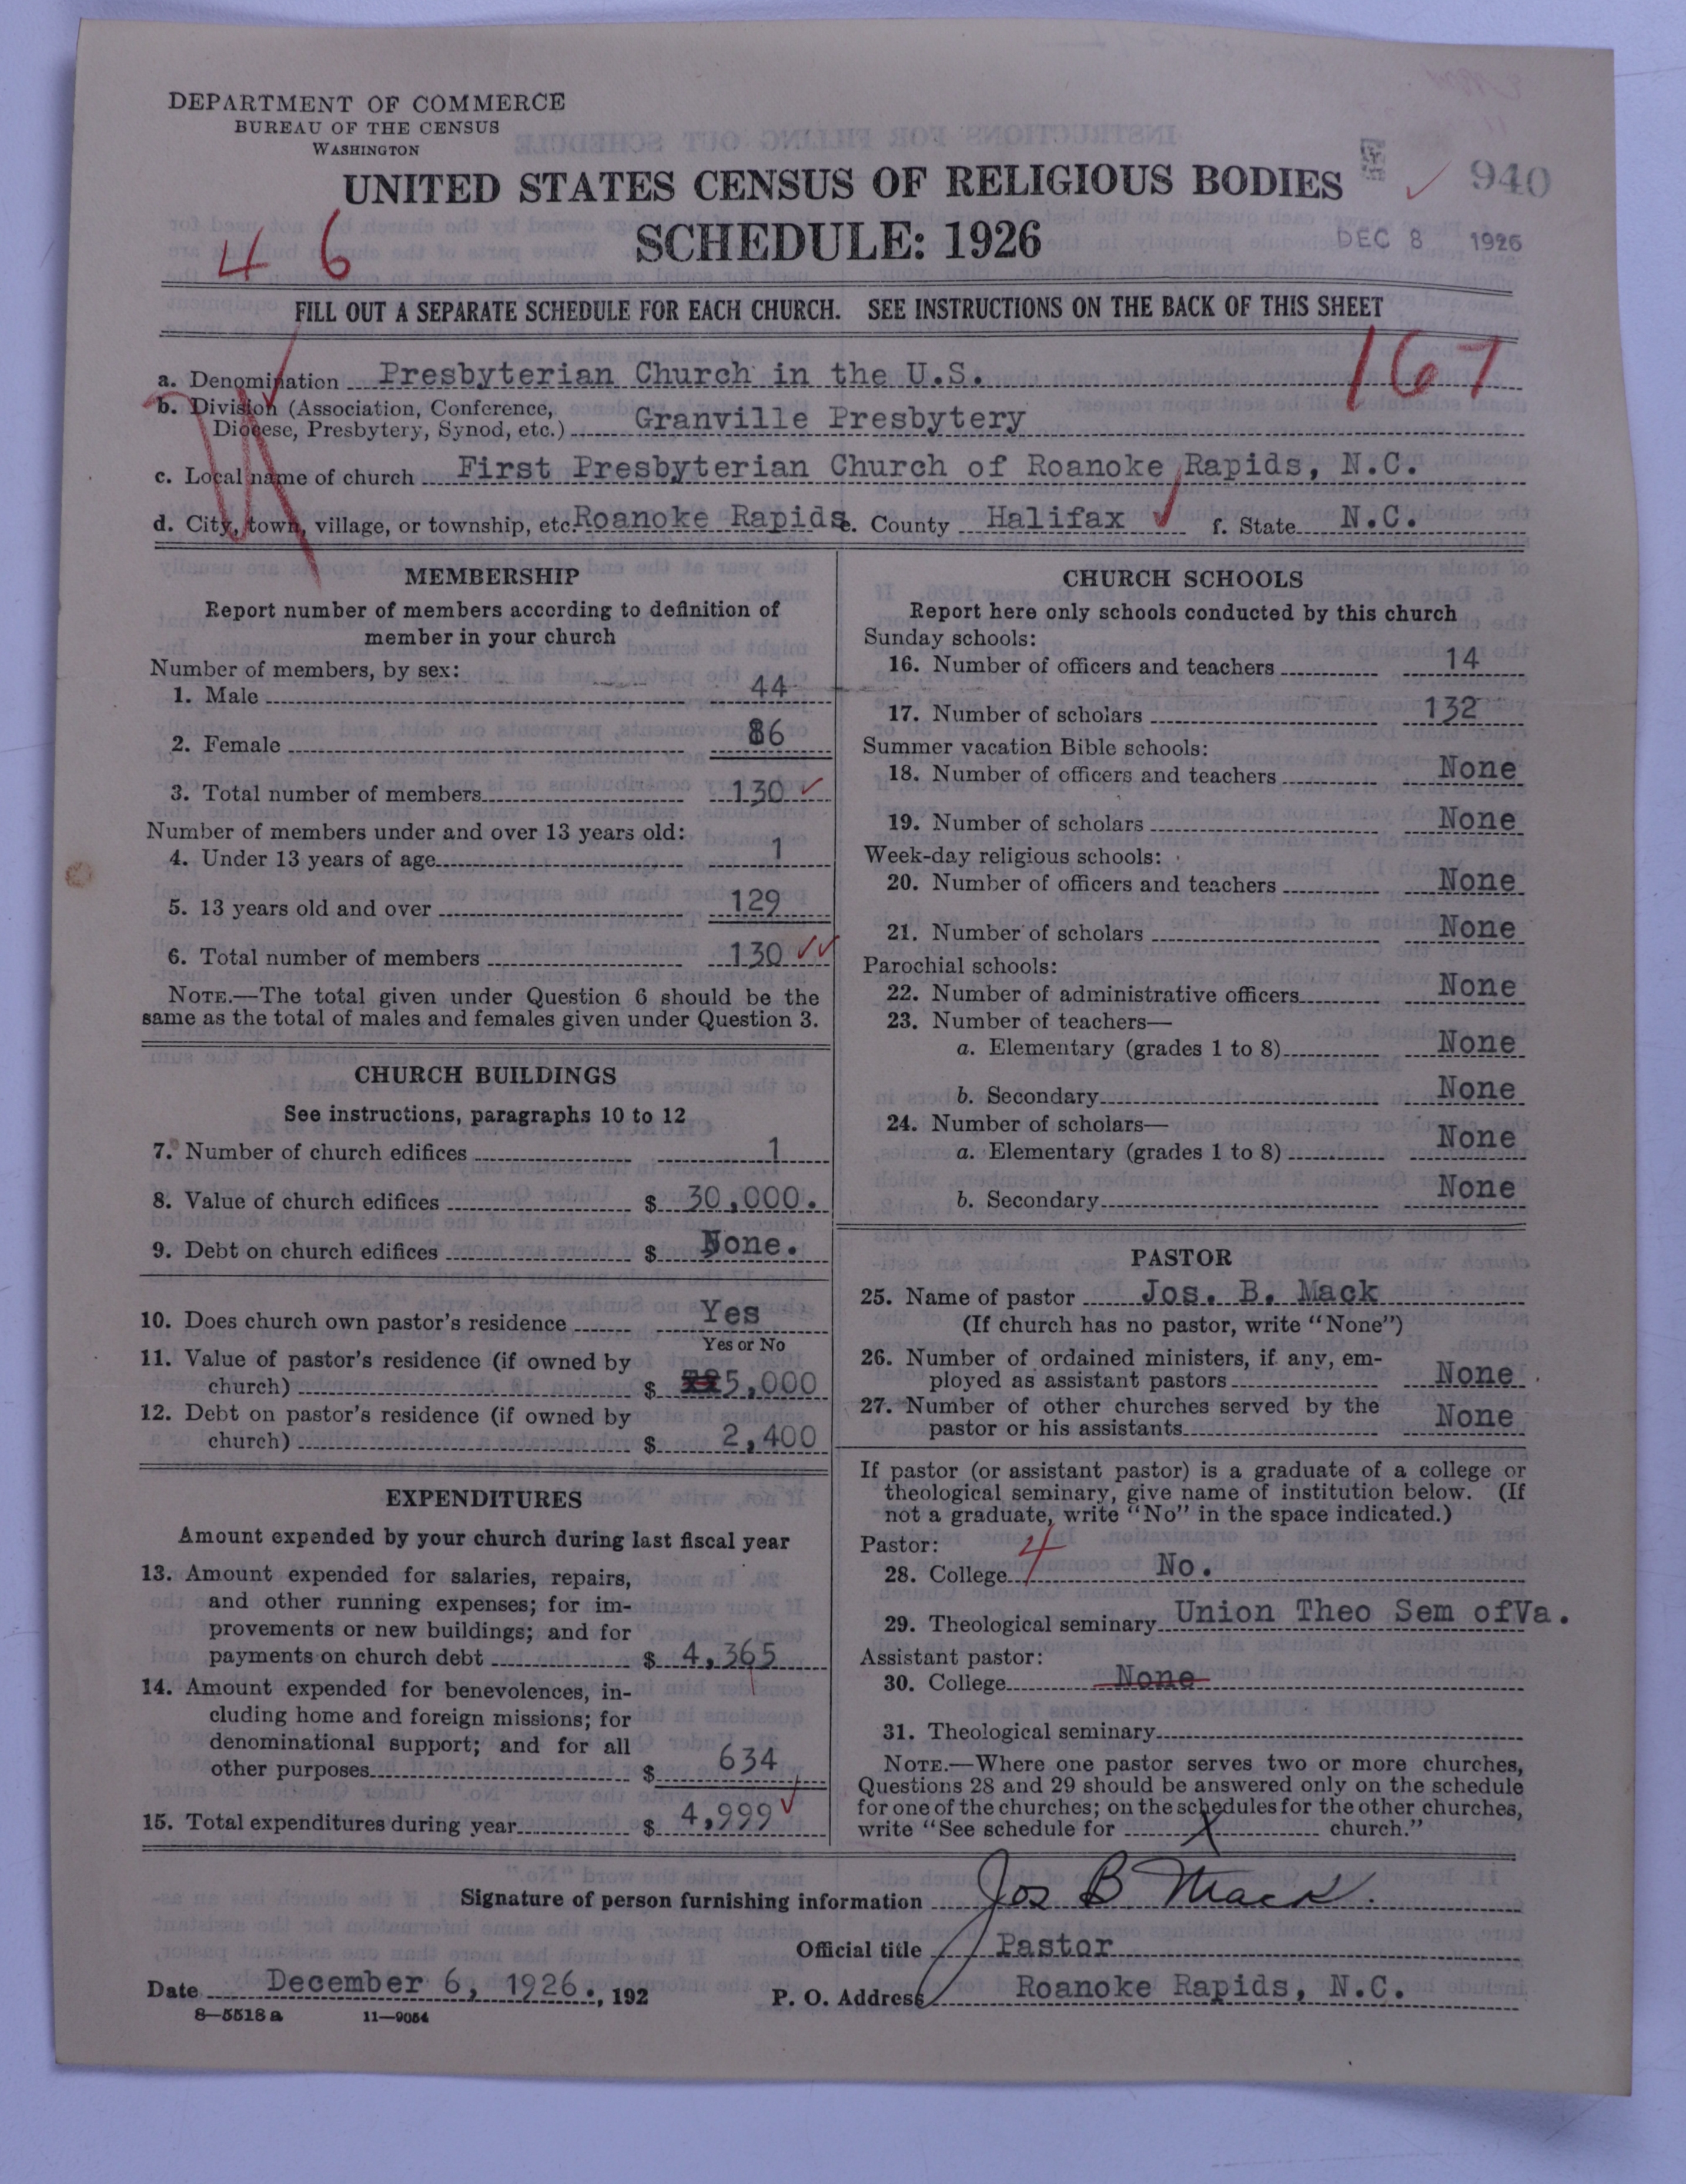 DEPARTMENT OF COMMERCE
BUREAU OF THE CENSUS
WASHINGTON
UNITED STATES CENSUS OF RELIGIOUS BODIES
940
SCHEDULE: 1926
DEC 8 1926
4 6
FILL OUT A SEPARATE SCHEDULE FOR EACH CHURCH. SEE INSTRUCTIONS ON THE BACK OF THIS SHEET
167
a. Denomination Presbyterian Church in the U.S.
b. Division (Association, Conference,
Diocese, Presbytery, Synod, etc.) Granville Presbytery
c. Local name of church First Presbyterian Church of Roanoke Rapids, N.C.
d. City, town, village, or township, etc. Roanoke Rapids e. County Halifax f. State N.C.
MEMBERSHIP
Report number of members according to definition of
member in your church
Number of members, by sex:
1. Male 44
2. Female 86
3. Total number of members 130
Number of members under and over 13 years old:
4. Under 13 years of age 1
5. 13 years old and over 129
6. Total number of members 130
NOTE.—The total given under Question 6 should be the
same as the total of males and females given under Question 3.
CHURCH BUILDINGS
See instructions, paragraphs 10 to 12
7. Number of church edifices 1
8. Value of church edifices $ 30,000.
9. Debt on church edifices $ None.
10. Does church own pastor's residence Yes
Yes or No
11. Value of pastor's residence (if owned by
church) $ 5,000
12. Debt on pastor's residence (if owned by
church) $ 2,400
EXPENDITURES
Amount expended by your church during last fiscal year
13. Amount expended for salaries, repairs,
and other running expenses; for im-
provements or new buildings; and for
payments on church debt $ 4,365
14. Amount expended for benevolences, in-
cluding home and foreign missions; for
denominational support; and for all
other purposes $ 634
15. Total expenditures during year $ 4,999
CHURCH SCHOOLS
Report here only schools conducted by this church
Sunday schools:
16. Number of officers and teachers 14
17. Number of scholars 132
Summer vacation Bible schools:
18. Number of officers and teachers None
19. Number of scholars None
Week-day religious schools:
20. Number of officers and teachers None
21. Number of scholars None
Parochial schools:
22. Number of administrative officers None
23. Number of teachers—
a. Elementary (grades 1 to 8) None
b. Secondary None
24. Number of scholars—
a. Elementary (grades 1 to 8) None
b. Secondary None
PASTOR
25. Name of pastor Jos. B. Mack
(If church has no pastor, write "None")
26. Number of ordained ministers, if any, em-
ployed as assistant pastors None
27. Number of other churches served by the
pastor or his assistants None
If pastor (or assistant pastor) is a graduate of a college or
theological seminary, give name of institution below. (If
not a graduate, write "No" in the space indicated.)
Pastor: 4
28. College No.
29. Theological seminary Union Theo Sem ofVa.
Assistant pastor:
30. College None
31. Theological seminary
NOTE.—Where one pastor serves two or more churches,
Questions 28 and 29 should be answered only on the schedule
for one of the churches; on the schedules for the other churches,
write "See schedule for X church."
Signature of person furnishing information Jos B Mack.
Official title Pastor
Date December 6, 1926., 192 P. O. Address Roanoke Rapids, N.C.
8—5518 a 11—9054